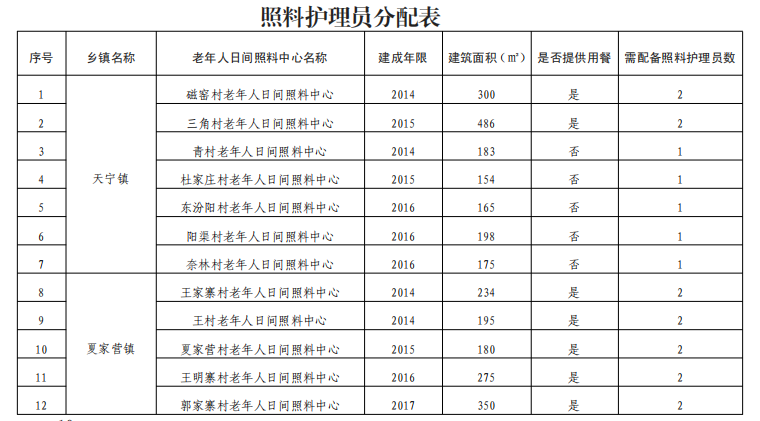 照料护理员分配表
序号 乡镇名称 老年人日间照料中心名称 建成年限 建筑面积（㎡） 是否提供用餐 需配备照料护理员数
1 天宁镇 磁窑村老年人日间照料中心 2014 300 是 2
2 三角村老年人日间照料中心 2015 486 是 2
3 青村老年人日间照料中心 2014 183 否 1
4 杜家庄村老年人日间照料中心 2015 154 否 1
5 东汾阳村老年人日间照料中心 2016 165 否 1
6 阳渠村老年人日间照料中心 2016 198 否 1
7 奈林村老年人日间照料中心 2016 175 否 1
8 夏家营镇 王家寨村老年人日间照料中心 2014 234 是 2
9 王村老年人日间照料中心 2014 195 是 2
10 夏家营村老年人日间照料中心 2015 180 是 2
11 王明寨村老年人日间照料中心 2016 275 是 2
12 郭家寨村老年人日间照料中心 2017 350 是 2